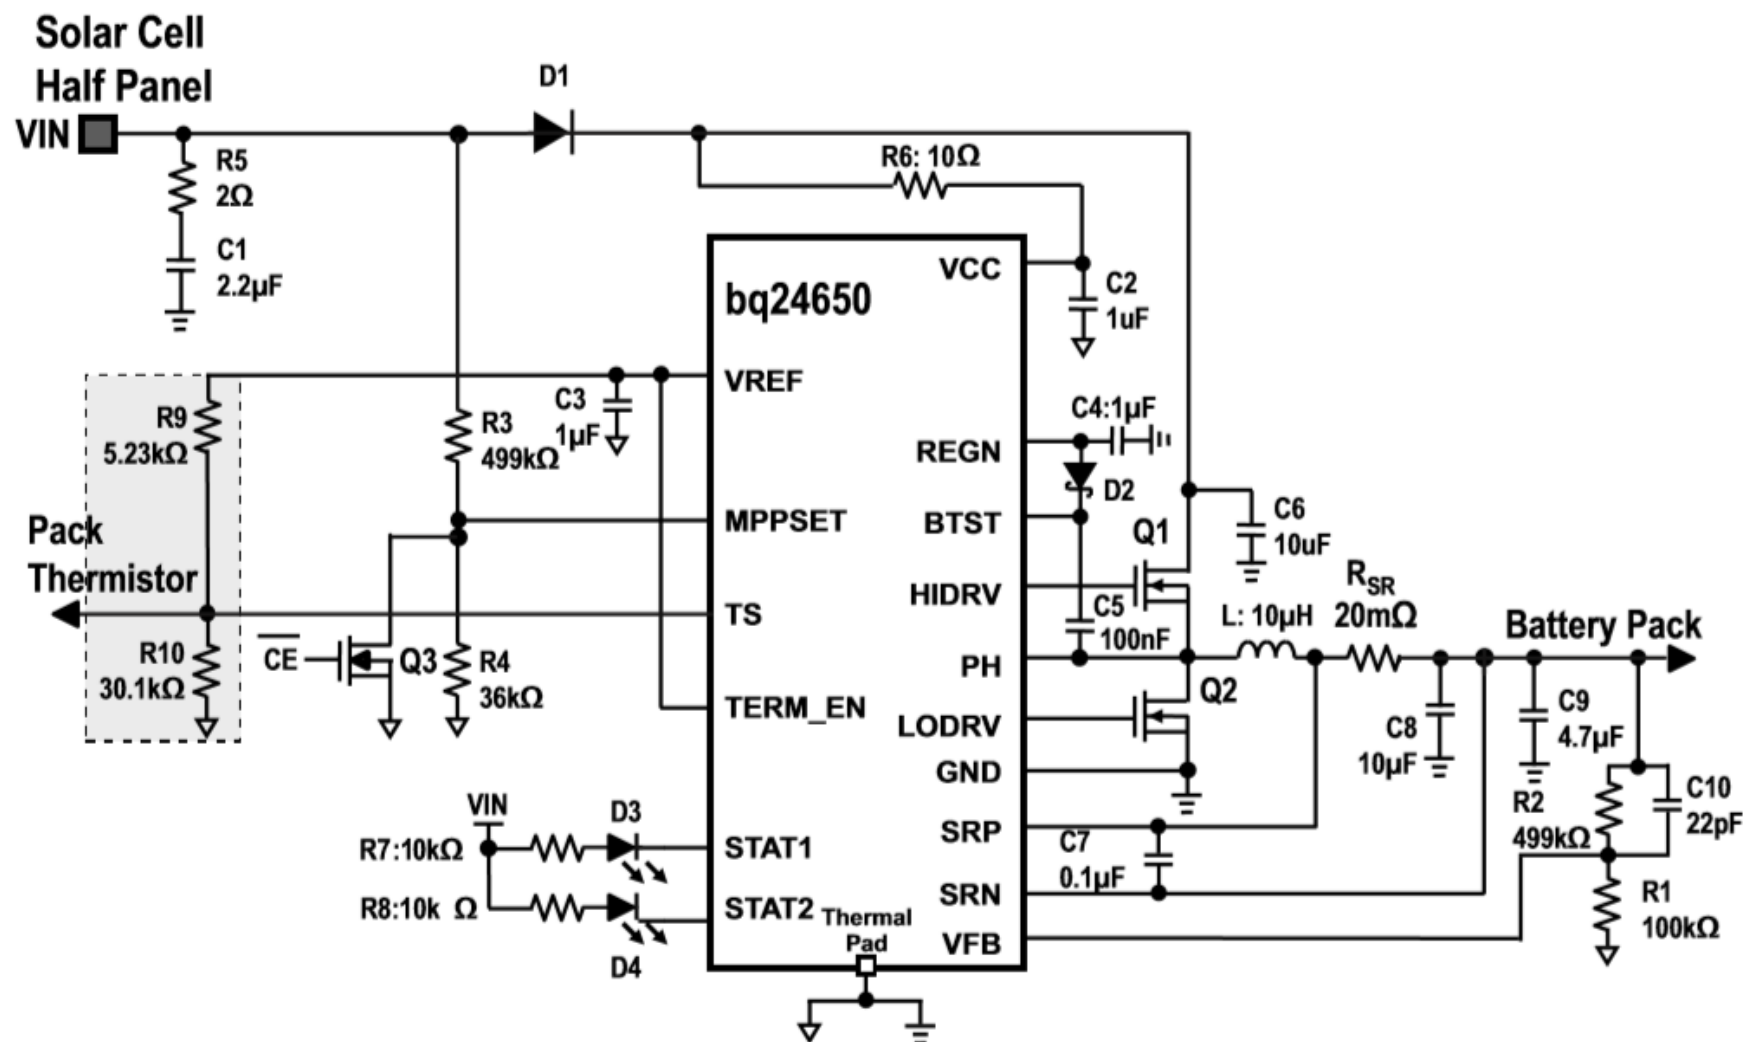 Solar Cell
Half Panel
VIN
D1
R5
2Ω
R6: 10Ω
C1
2.2µF
VCC
C2
1uF
bq24650
VREF
R9
5.23kΩ
C3
1µF
R3
499kΩ
C4:1µF
REGN
D2
Pack
Thermistor
MPPSET
BTST
Q1
C6
10uF
TS
HIDRV
C5
100nF
L: 10µH
RSR
20mΩ
Battery Pack
R10
30.1kΩ
CE
Q3
R4
36kΩ
PH
TERM_EN
LODRV
Q2
C8
10µF
C9
4.7µF
GND
R2
499kΩ
C10
22pF
VIN
D3
R7:10kΩ
STAT1
SRP
C7
0.1µF
R8:10k Ω
STAT2
Thermal
Pad
SRN
R1
100kΩ
D4
VFB